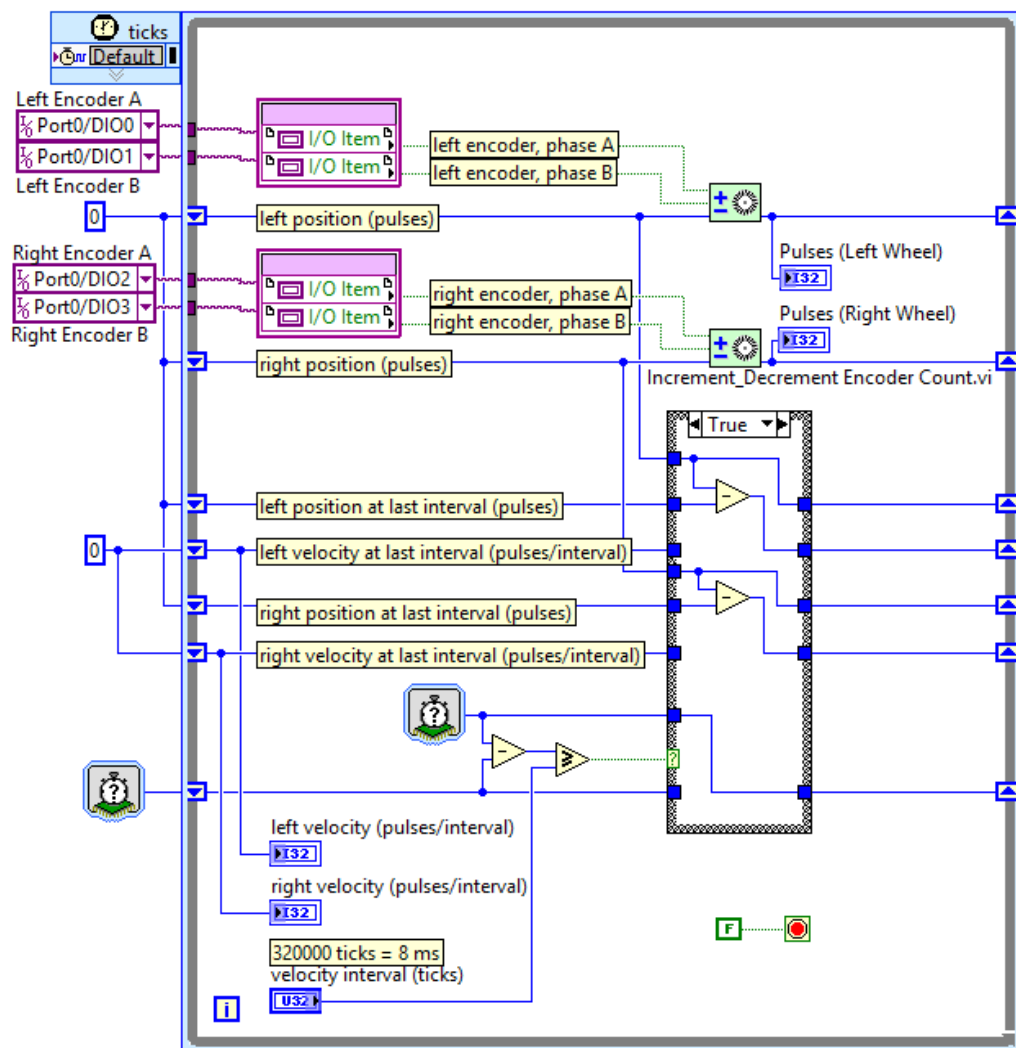 ticks
Default
Left Encoder A
Port0/DIO0
Port0/DIO1
Left Encoder B
I/O Item
I/O Item
left encoder, phase A
left encoder, phase B
0
left position (pulses)
Pulses (Left Wheel)
I32
Right Encoder A
Port0/DIO2
Port0/DIO3
Right Encoder B
I/O Item
I/O Item
right encoder, phase A
right encoder, phase B
Pulses (Right Wheel)
I32
right position (pulses)
Increment_Decrement Encoder Count.vi
True
left position at last interval (pulses)
0
left velocity at last interval (pulses/interval)
right position at last interval (pulses)
right velocity at last interval (pulses/interval)
?
?
?
left velocity (pulses/interval)
I32
right velocity (pulses/interval)
I32
F
320000 ticks = 8 ms
velocity interval (ticks)
U32
i